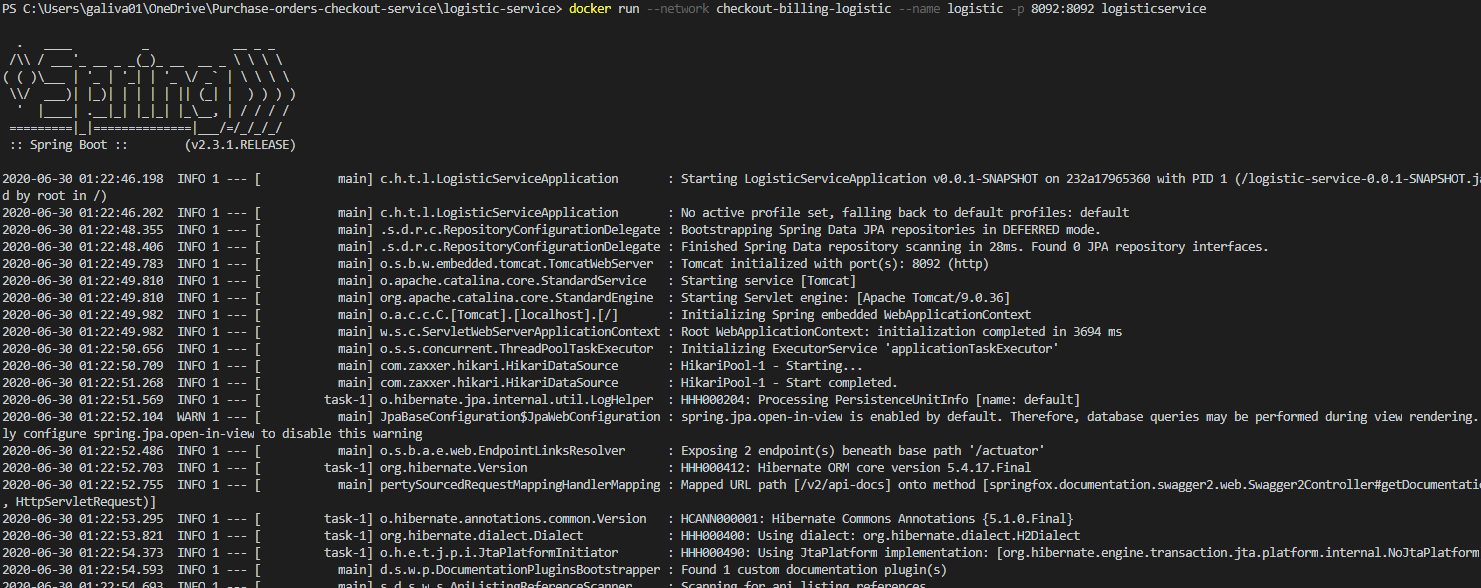 PS C:\Users\galiva01\OneDrive\Purchase-orders-checkout-service\logistic-service> docker run --network checkout-billing-logistic --name logistic -p 8092:8092 logisticservice
  .   ____          _            __ _ _
 /\\ / ___'_ __ _ _(_)_ __  __ _ \ \ \ \
( ( )\___ | '_ | '_| | '_ \/ _` | \ \ \ \
 \\/  ___)| |_)| | | | | || (_| |  ) ) ) )
  '  |____| .__|_| |_|_| |_\__, | / / / /
 =========|_|==============|___/=/_/_/_/
 :: Spring Boot ::        (v2.3.1.RELEASE)
2020-06-30 01:22:46.198  INFO 1 --- [           main] c.h.t.l.LogisticServiceApplication       : Starting LogisticServiceApplication v0.0.1-SNAPSHOT on 232a17965360 with PID 1 (/logistic-service-0.0.1-SNAPSHOT.ja
d by root in /)
2020-06-30 01:22:46.202  INFO 1 --- [           main] c.h.t.l.LogisticServiceApplication       : No active profile set, falling back to default profiles: default
2020-06-30 01:22:48.355  INFO 1 --- [           main] .s.d.r.c.RepositoryConfigurationDelegate : Bootstrapping Spring Data JPA repositories in DEFERRED mode.
2020-06-30 01:22:48.406  INFO 1 --- [           main] .s.d.r.c.RepositoryConfigurationDelegate : Finished Spring Data repository scanning in 28ms. Found 0 JPA repository interfaces.
2020-06-30 01:22:49.783  INFO 1 --- [           main] o.s.b.w.embedded.tomcat.TomcatWebServer  : Tomcat initialized with port(s): 8092 (http)
2020-06-30 01:22:49.810  INFO 1 --- [           main] o.apache.catalina.core.StandardService   : Starting service [Tomcat]
2020-06-30 01:22:49.810  INFO 1 --- [           main] org.apache.catalina.core.StandardEngine  : Starting Servlet engine: [Apache Tomcat/9.0.36]
2020-06-30 01:22:49.982  INFO 1 --- [           main] o.a.c.c.C.[Tomcat].[localhost].[/]       : Initializing Spring embedded WebApplicationContext
2020-06-30 01:22:49.982  INFO 1 --- [           main] w.s.c.ServletWebServerApplicationContext : Root WebApplicationContext: initialization completed in 3694 ms
2020-06-30 01:22:50.656  INFO 1 --- [           main] o.s.s.concurrent.ThreadPoolTaskExecutor  : Initializing ExecutorService 'applicationTaskExecutor'
2020-06-30 01:22:50.709  INFO 1 --- [           main] com.zaxxer.hikari.HikariDataSource       : HikariPool-1 - Starting...
2020-06-30 01:22:51.268  INFO 1 --- [           main] com.zaxxer.hikari.HikariDataSource       : HikariPool-1 - Start completed.
2020-06-30 01:22:51.569  INFO 1 --- [         task-1] o.hibernate.jpa.internal.util.LogHelper  : HHH000204: Processing PersistenceUnitInfo [name: default]
2020-06-30 01:22:52.104  WARN 1 --- [           main] JpaBaseConfiguration$JpaWebConfiguration : spring.jpa.open-in-view is enabled by default. Therefore, database queries may be performed during view rendering.
ly configure spring.jpa.open-in-view to disable this warning
2020-06-30 01:22:52.486  INFO 1 --- [           main] o.s.b.a.e.web.EndpointLinksResolver      : Exposing 2 endpoint(s) beneath base path '/actuator'
2020-06-30 01:22:52.703  INFO 1 --- [         task-1] org.hibernate.Version                    : HHH000412: Hibernate ORM core version 5.4.17.Final
2020-06-30 01:22:52.755  INFO 1 --- [           main] pertySourcedRequestMappingHandlerMapping : Mapped URL path [/v2/api-docs] onto method [springfox.documentation.swagger2.web.Swagger2Controller#getDocumentatio
, HttpServletRequest)]
2020-06-30 01:22:53.295  INFO 1 --- [         task-1] o.hibernate.annotations.common.Version   : HCANN000001: Hibernate Commons Annotations {5.1.0.Final}
2020-06-30 01:22:53.821  INFO 1 --- [         task-1] org.hibernate.dialect.Dialect            : HHH000400: Using dialect: org.hibernate.dialect.H2Dialect
2020-06-30 01:22:54.373  INFO 1 --- [         task-1] o.h.e.t.j.p.i.JtaPlatformInitiator       : HHH000490: Using JtaPlatform implementation: [org.hibernate.engine.transaction.jta.platform.internal.NoJtaPlatform
2020-06-30 01:22:54.593  INFO 1 --- [           main] d.s.w.p.DocumentationPluginsBootstrapper : Found 1 custom documentation plugin(s)
2020-06-30 01:22:54.693  INFO 1 --- [           main] s.d.s.w.s.ApiListingReferenceScanner     : Scanning for api listing references